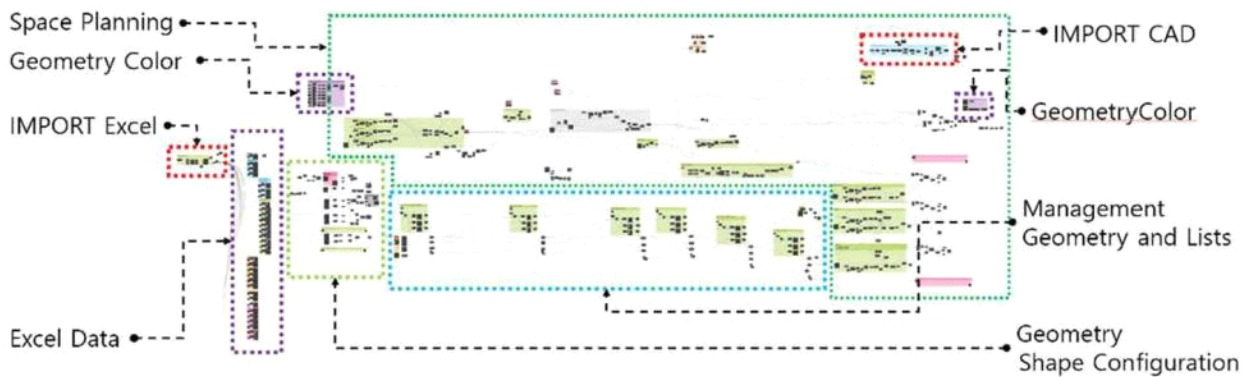 Space Planning
Geometry Color
IMPORT Excel
Excel Data
IMPORT CAD
GeometryColor
Management
Geometry and Lists
Geometry
Shape Configuration